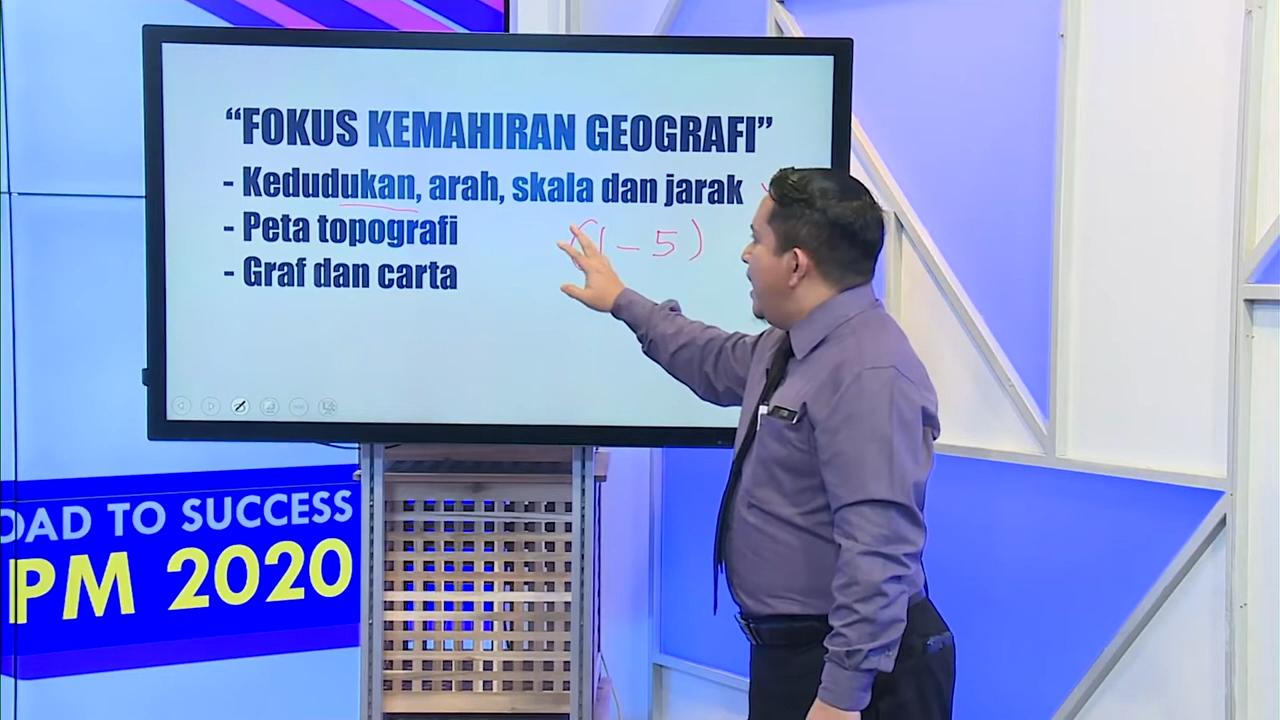 “FOKUS KEMAHIRAN GEOGRAFI”
- Kedudukan, arah, skala dan jarak
- Peta topografi
(1 – 5)
- Graf dan carta
OAD TO SUCCESS
PM 2020